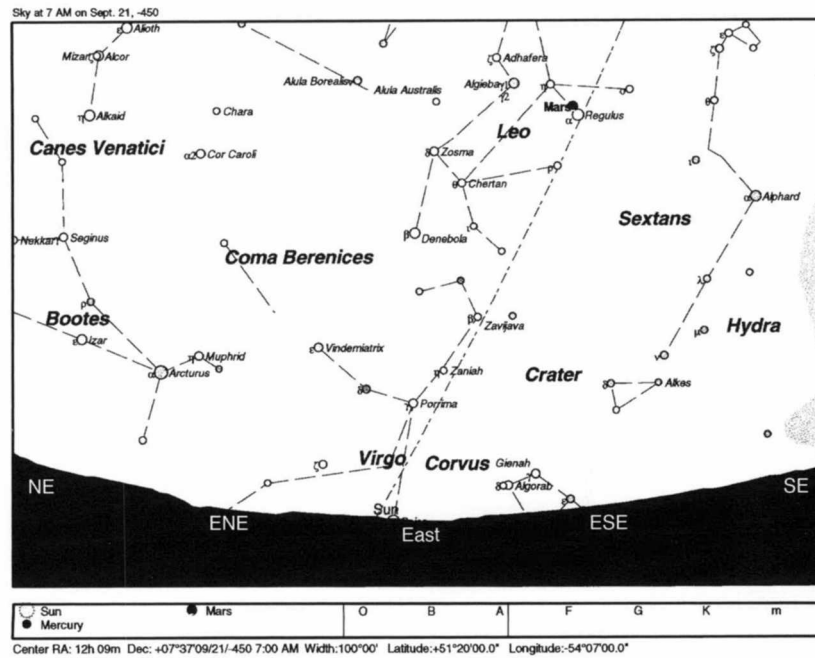 Sky at 7 AM on Sept. 21, -450
ε Alioth
Mizar ζ Alcor
η Alkaid
Alula Borealis ν
Alula Australis
ζ Adhafera
Algieba γ1
γ2
η
ο
Mars
α Regulus
ε
ζ
θ
Chara
Canes Venatici
α2 Cor Caroli
Leo
δ Zosma
θ Chertan
ρ
ι
α Alphard
Nekkar
Seginus
β Denebola
ι
Sextans
Coma Berenices
ρ
Bootes
ε Izar
η Muphrid
α Arcturus
ε Vindemiatrix
β Zavijava
η Zaniah
δ
γ Porrima
λ
μ
Hydra
ν
Crater
δ
Alkes
ζ
Virgo
Corvus
Gienah γ
δ Algorab
ε
NE
ENE
Sun
East
ESE
SE
Sun
Mercury
Mars
O B A F G K m
Center RA: 12h 09m Dec: +07°37'09/21/-450 7:00 AM Width:100°00' Latitude:+51°20'00.0" Longitude:-54°07'00.0"